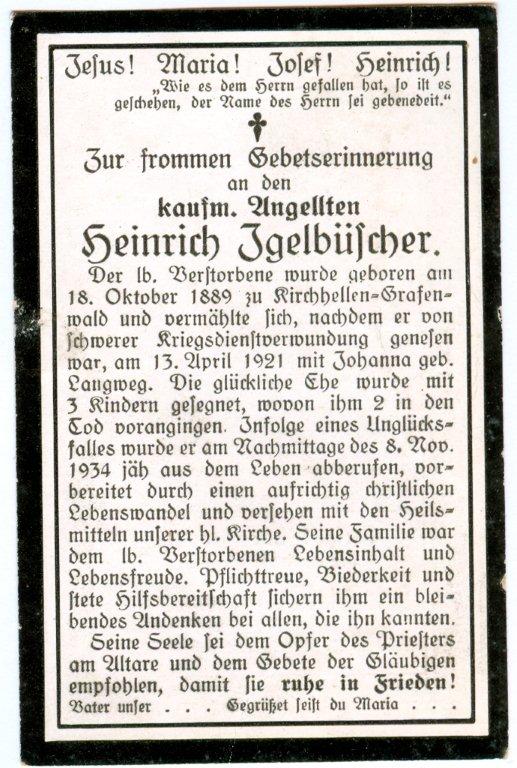 Jesus! Maria! Josef! Heinrich!
„Wie es dem Herrn gefallen hat, so ist es
geschehen, der Name des Herrn sei gebenedeit.“
Zur frommen Gebetserinnerung
an den
kaufm. Angellten
Heinrich Igelbüscher.
Der lb. Verstorbene wurde geboren am
18. Oktober 1889 zu Kirchhellen-Grafen-
wald und vermählte sich, nachdem er von
schwerer Kriegsdienstverwundung genesen
war, am 13. April 1921 mit Johanna geb.
Langweg. Die glückliche Ehe wurde mit
3 Kindern gesegnet, wovon ihm 2 in den
Tod vorangingen. Infolge eines Unglücks-
falles wurde er am Nachmittage des 8. Nov.
1934 jäh aus dem Leben abberufen, vor-
bereitet durch einen aufrichtig christlichen
Lebenswandel und versehen mit den Heils-
mitteln unserer hl. Kirche. Seine Familie war
dem lb. Verstorbenen Lebensinhalt und
Lebensfreude. Pflichttreue, Biederkeit und
stete Hilfsbereitschaft sichern ihm ein blei-
bendes Andenken bei allen, die ihn kannten.
Seine Seele sei dem Opfer des Priesters
am Altare und dem Gebete der Gläubigen
empfohlen, damit sie ruhe in Frieden!
Vater unser . . . Gegrüßet seist du Maria . . .